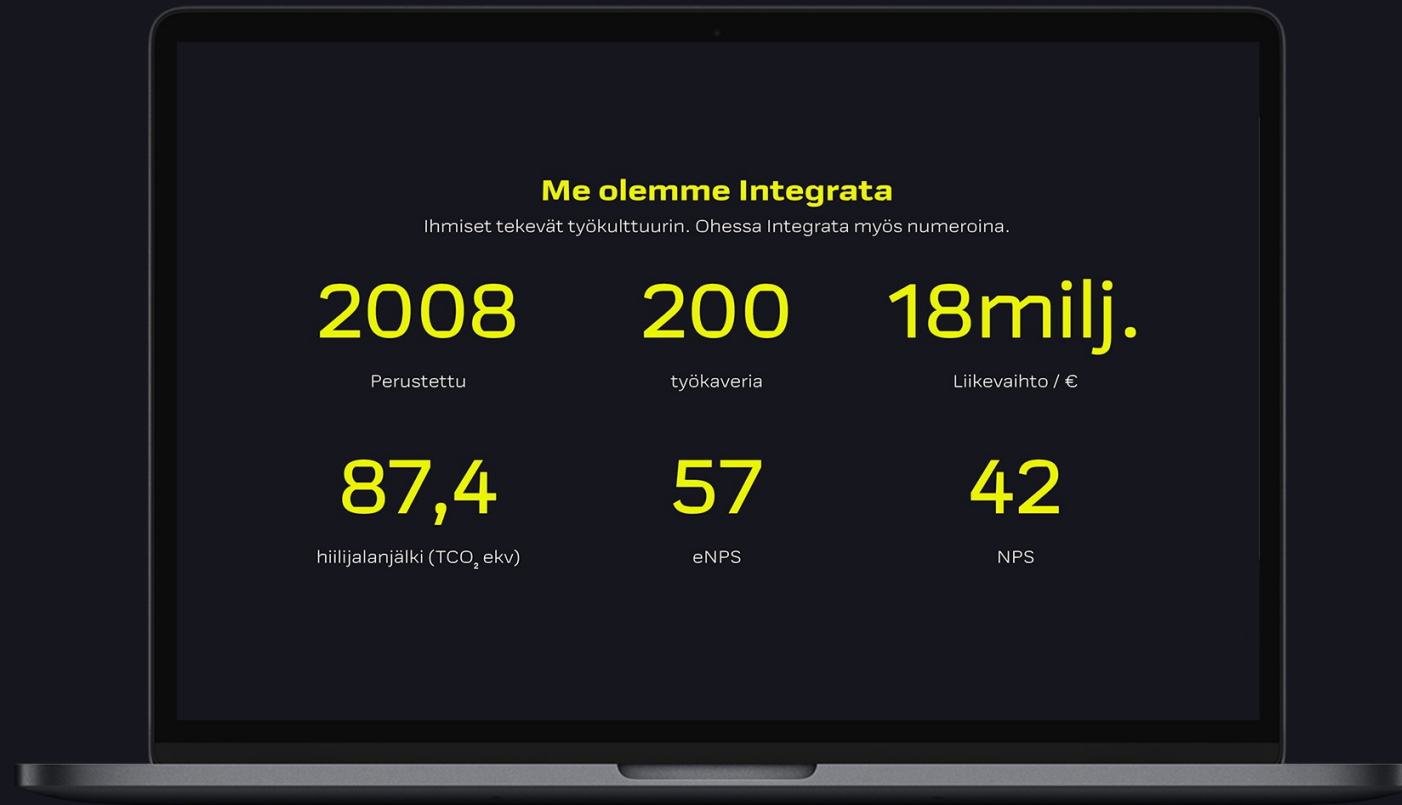 Me olemme Integrata
Ihmiset tekevät työkulttuurin. Ohessa Integrata myös numeroina.
2008
200
18milj.
Perustettu
työkaveria
Liikevaihto / €
87,4
57
42
hiilijalanjälki (TCO₂ ekv)
eNPS
NPS